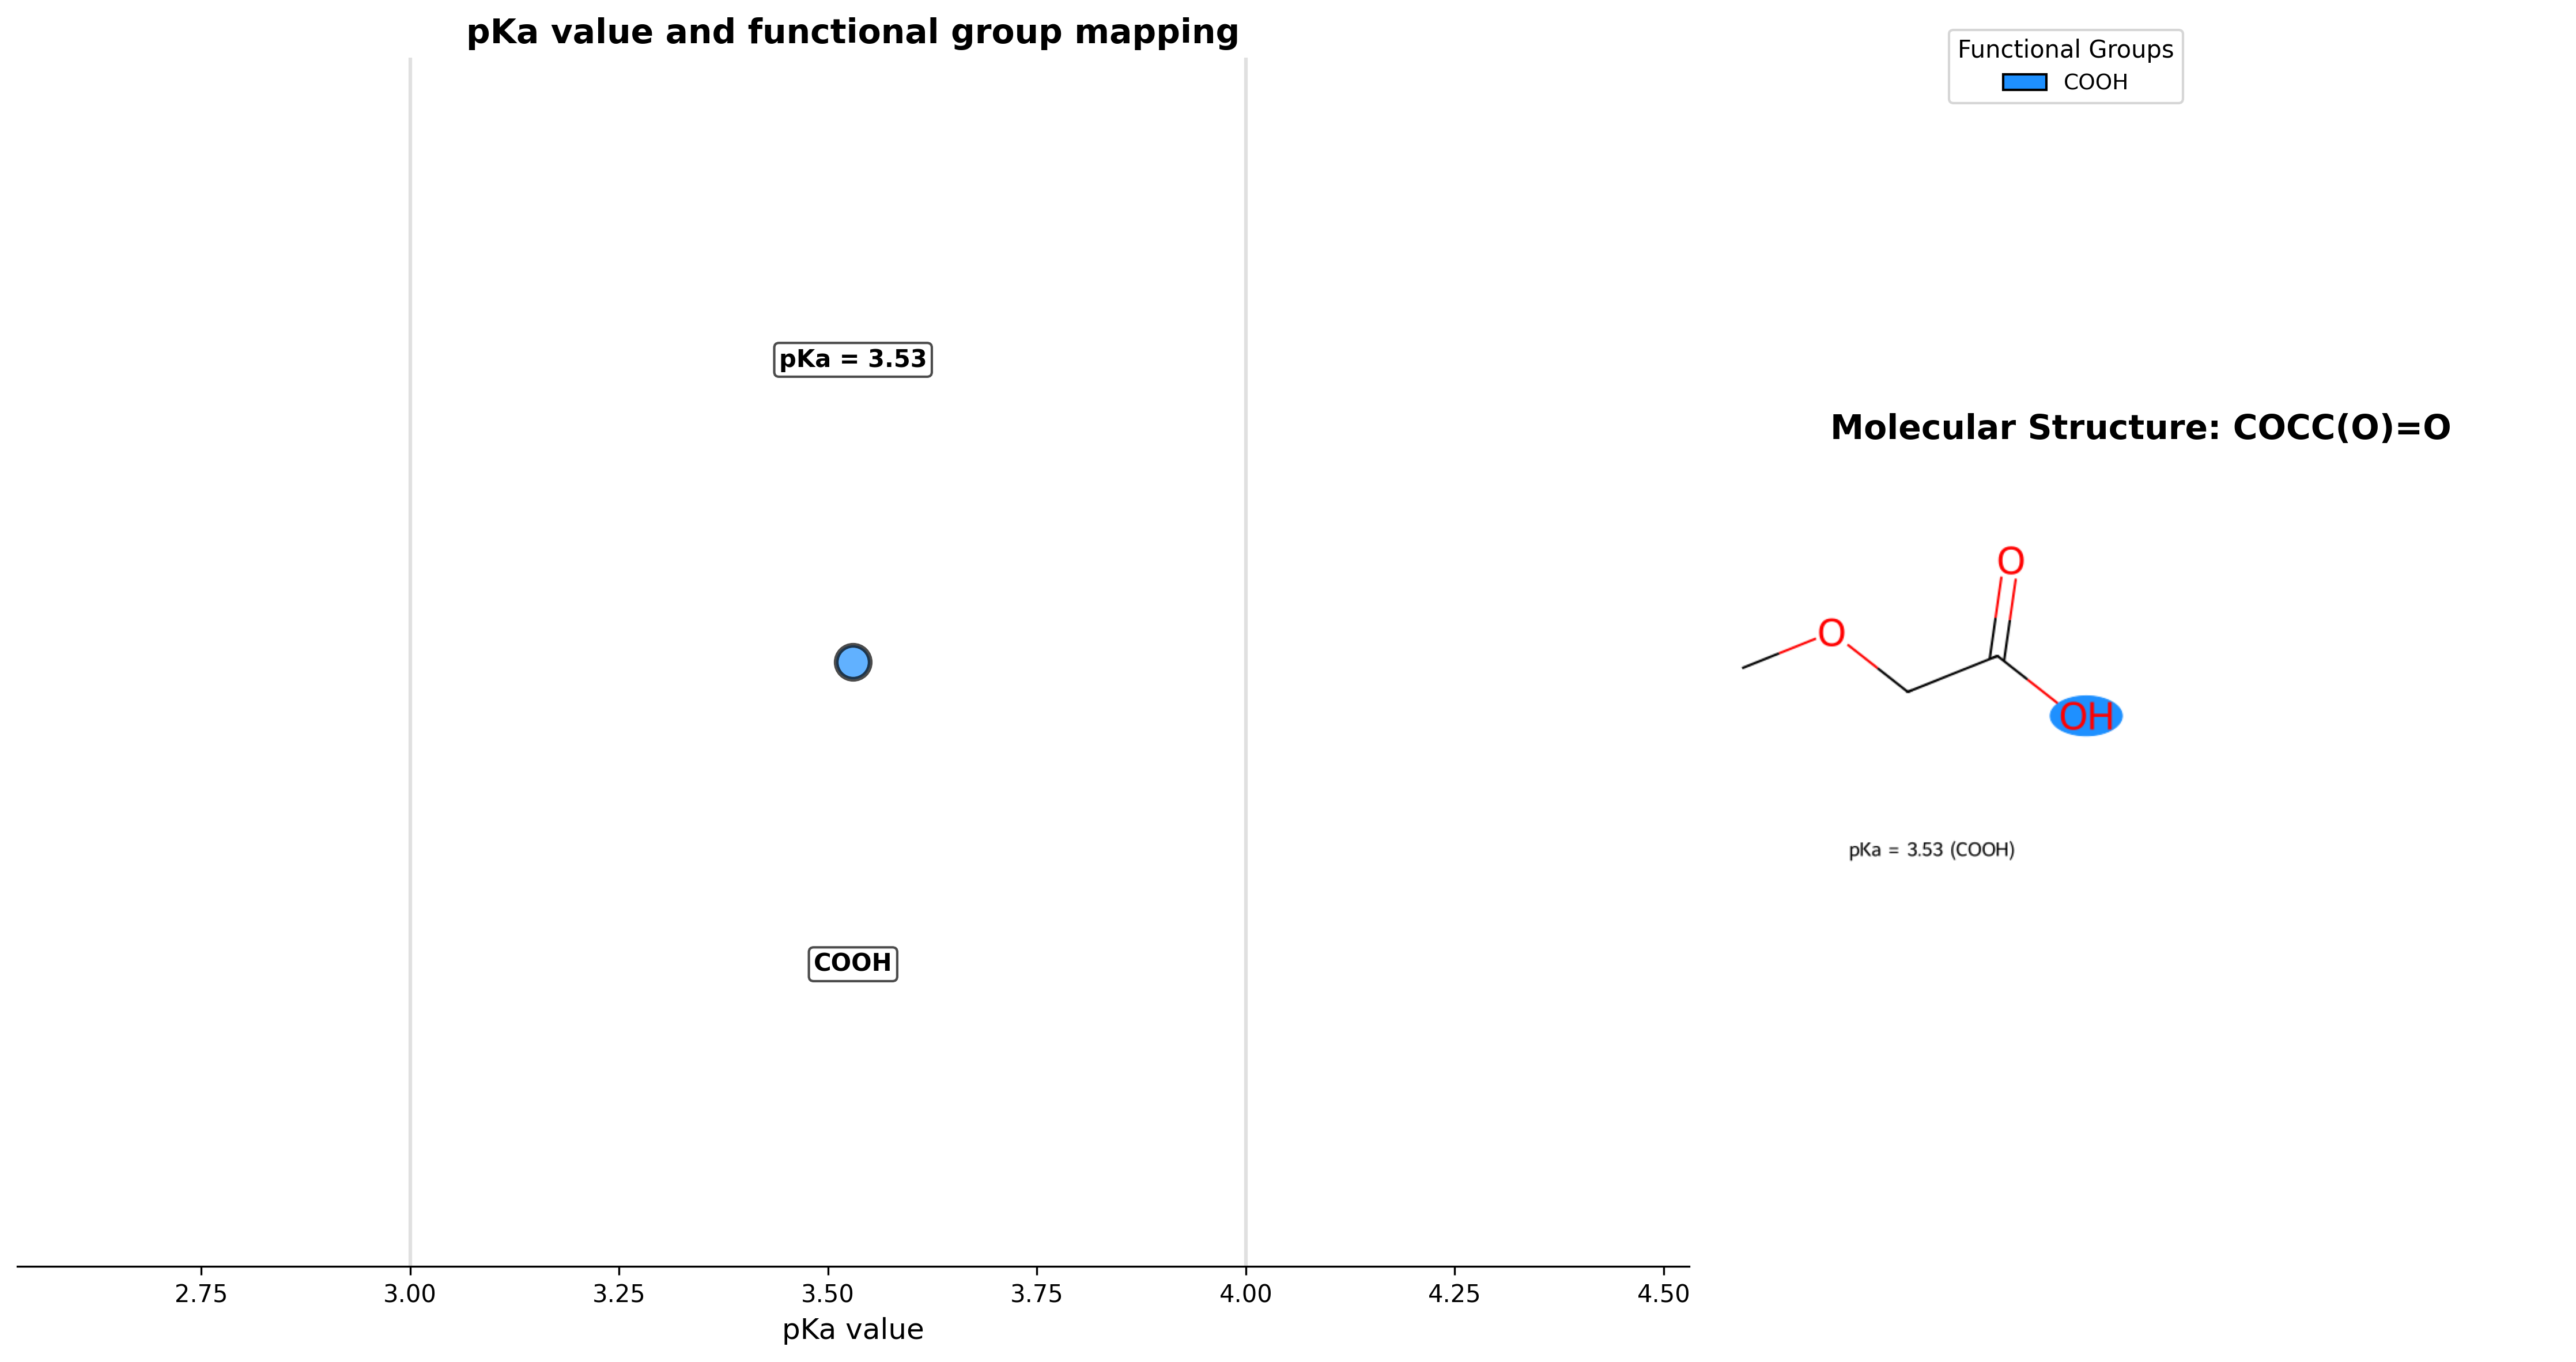 pKa value and functional group mapping
pKa = 3.53
COOH
2.75 3.00 3.25 3.50 3.75 4.00 4.25 4.50
pKa value
Functional Groups
COOH
Molecular Structure: COCC(O)=O
O
O
OH
pKa = 3.53 (COOH)